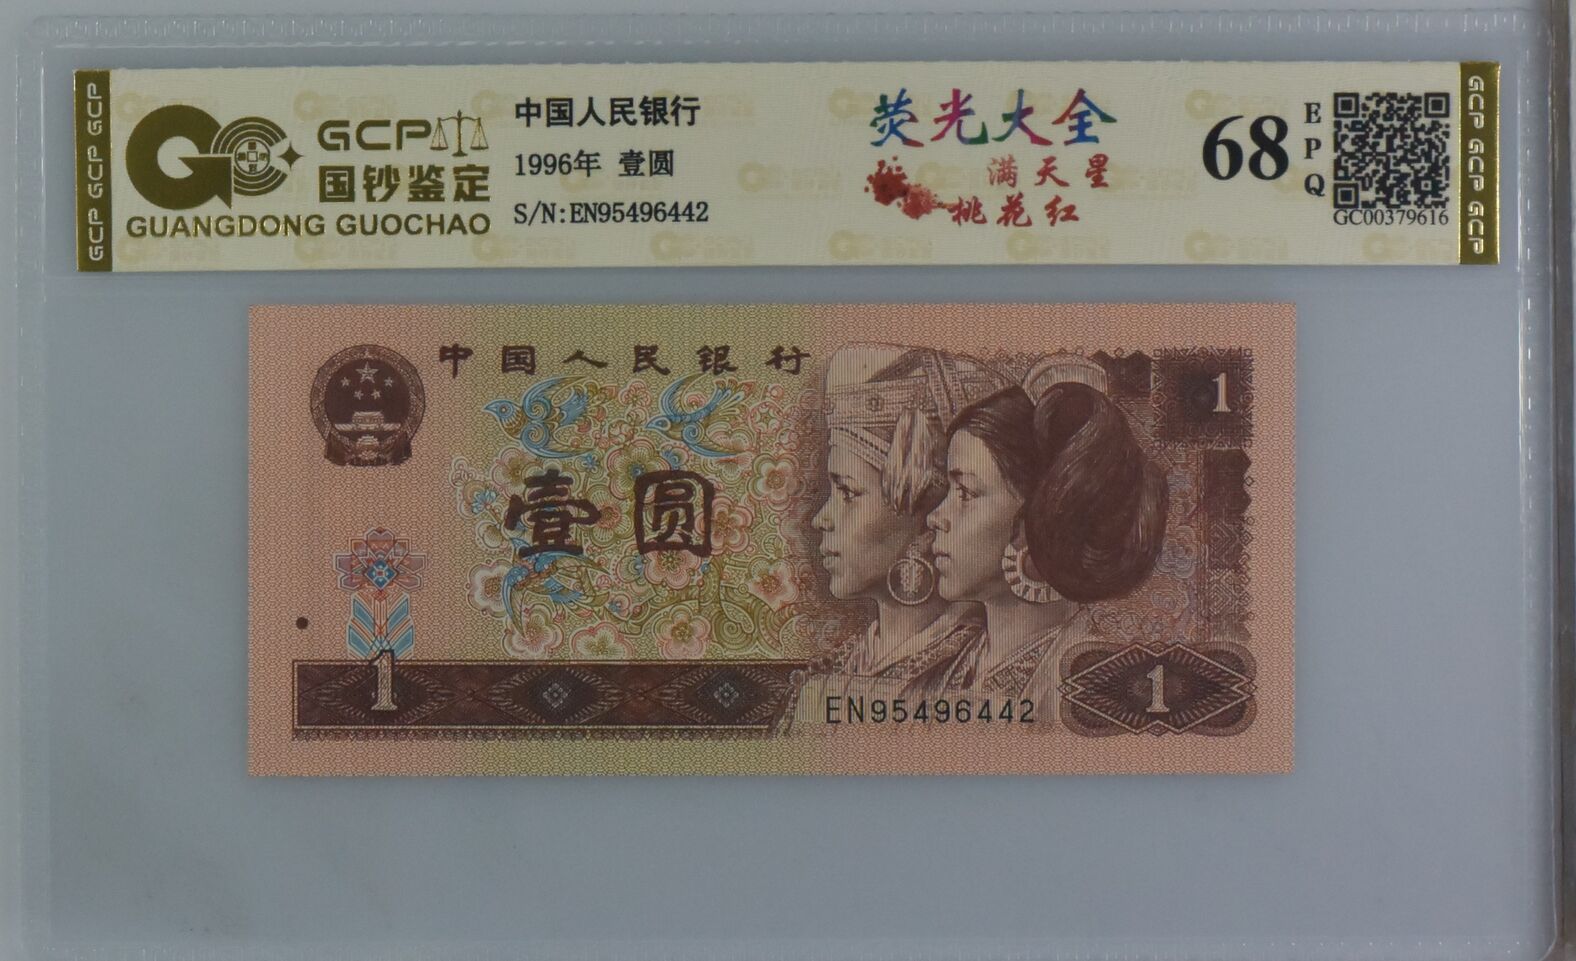 GCP GCP GCP
GCP
国钞鉴定
GUANGDONG GUOCHAO
中国人民银行
1996年 壹圆
S/N:EN95496442
荧光大全
满天星
桃花红
68
EPQ
GC00379616
GCP GCP GCP
中国人民银行
1
壹圆
1
EN95496442
1